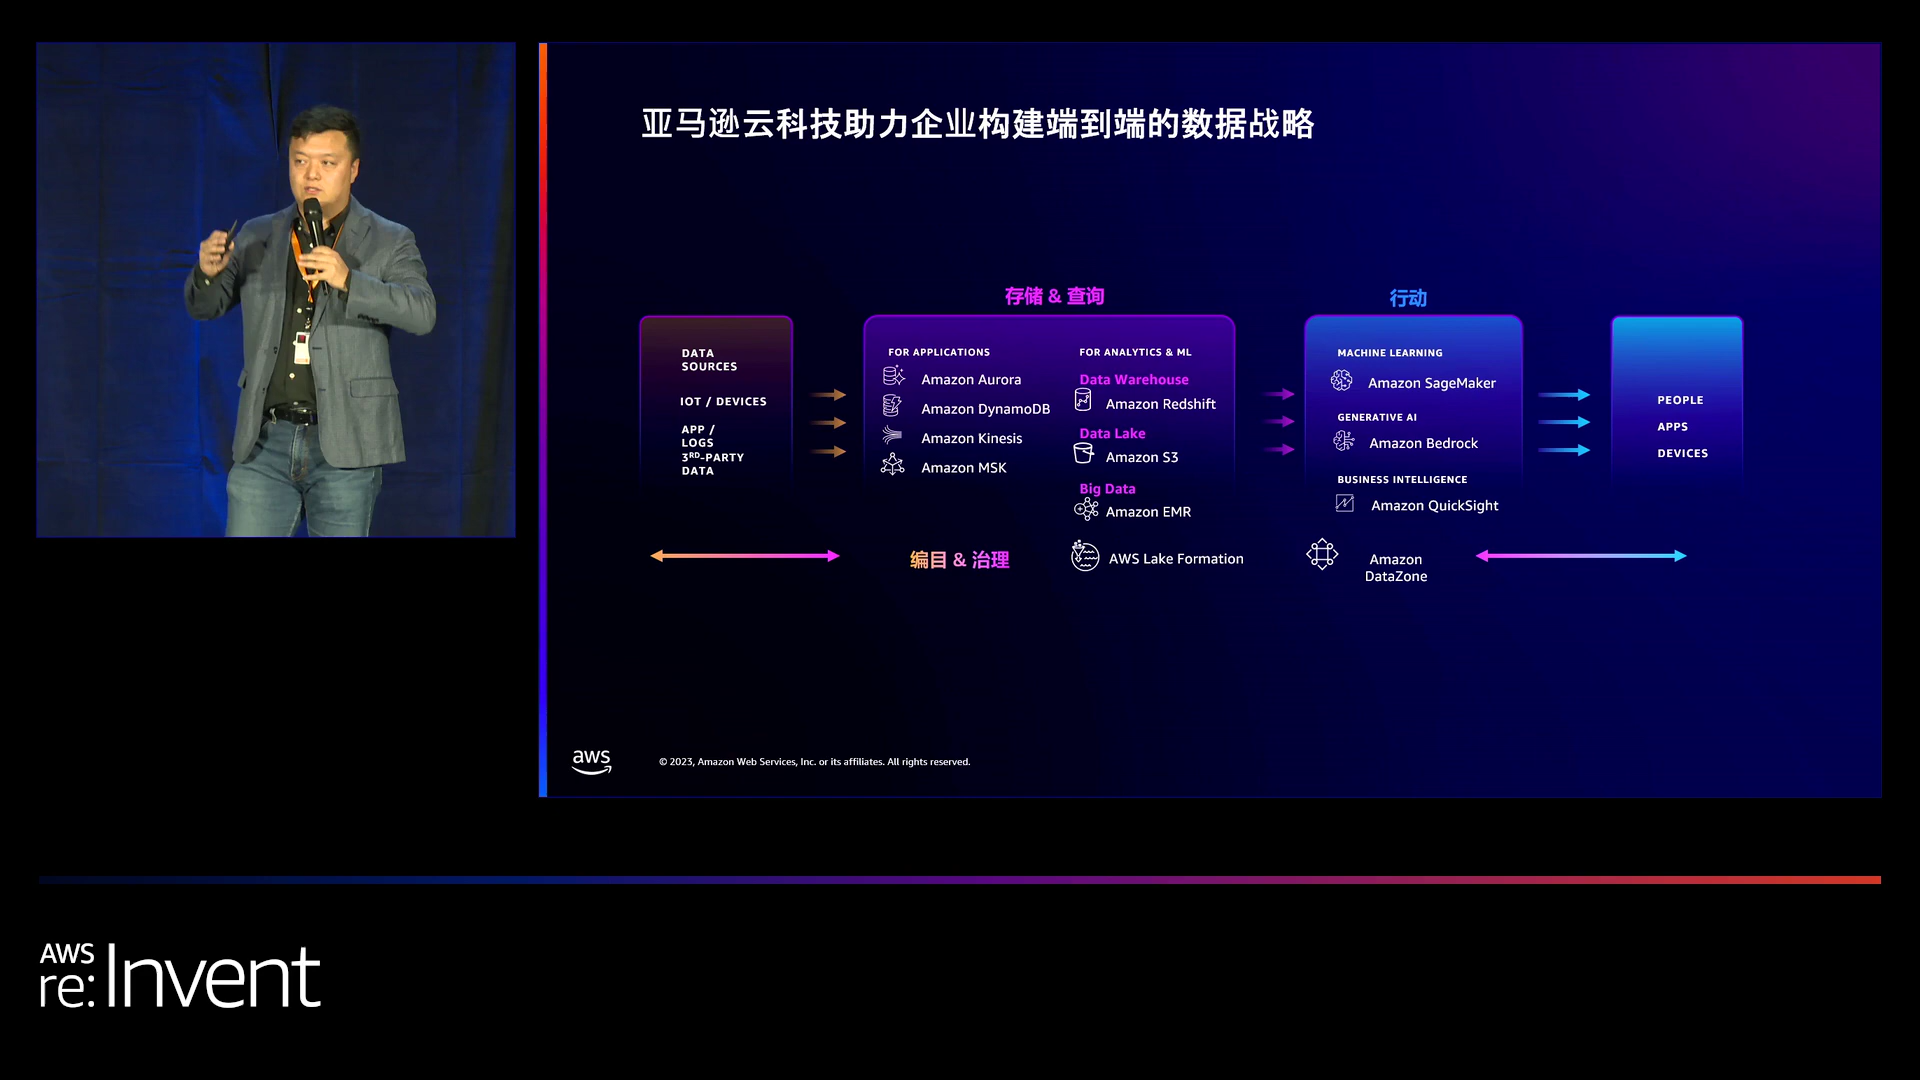 亚马逊云科技助力企业构建端到端的数据战略
存储 & 查询
行动
DATA
SOURCES
IOT / DEVICES
APP /
LOGS
3RD-PARTY
DATA
FOR APPLICATIONS
Amazon Aurora
Amazon DynamoDB
Amazon Kinesis
Amazon MSK
FOR ANALYTICS & ML
Data Warehouse
Amazon Redshift
Data Lake
Amazon S3
Big Data
Amazon EMR
MACHINE LEARNING
Amazon SageMaker
GENERATIVE AI
Amazon Bedrock
BUSINESS INTELLIGENCE
Amazon QuickSight
PEOPLE
APPS
DEVICES
编目 & 治理
AWS Lake Formation
Amazon
DataZone
aws
© 2023, Amazon Web Services, Inc. or its affiliates. All rights reserved.
AWS
re:Invent